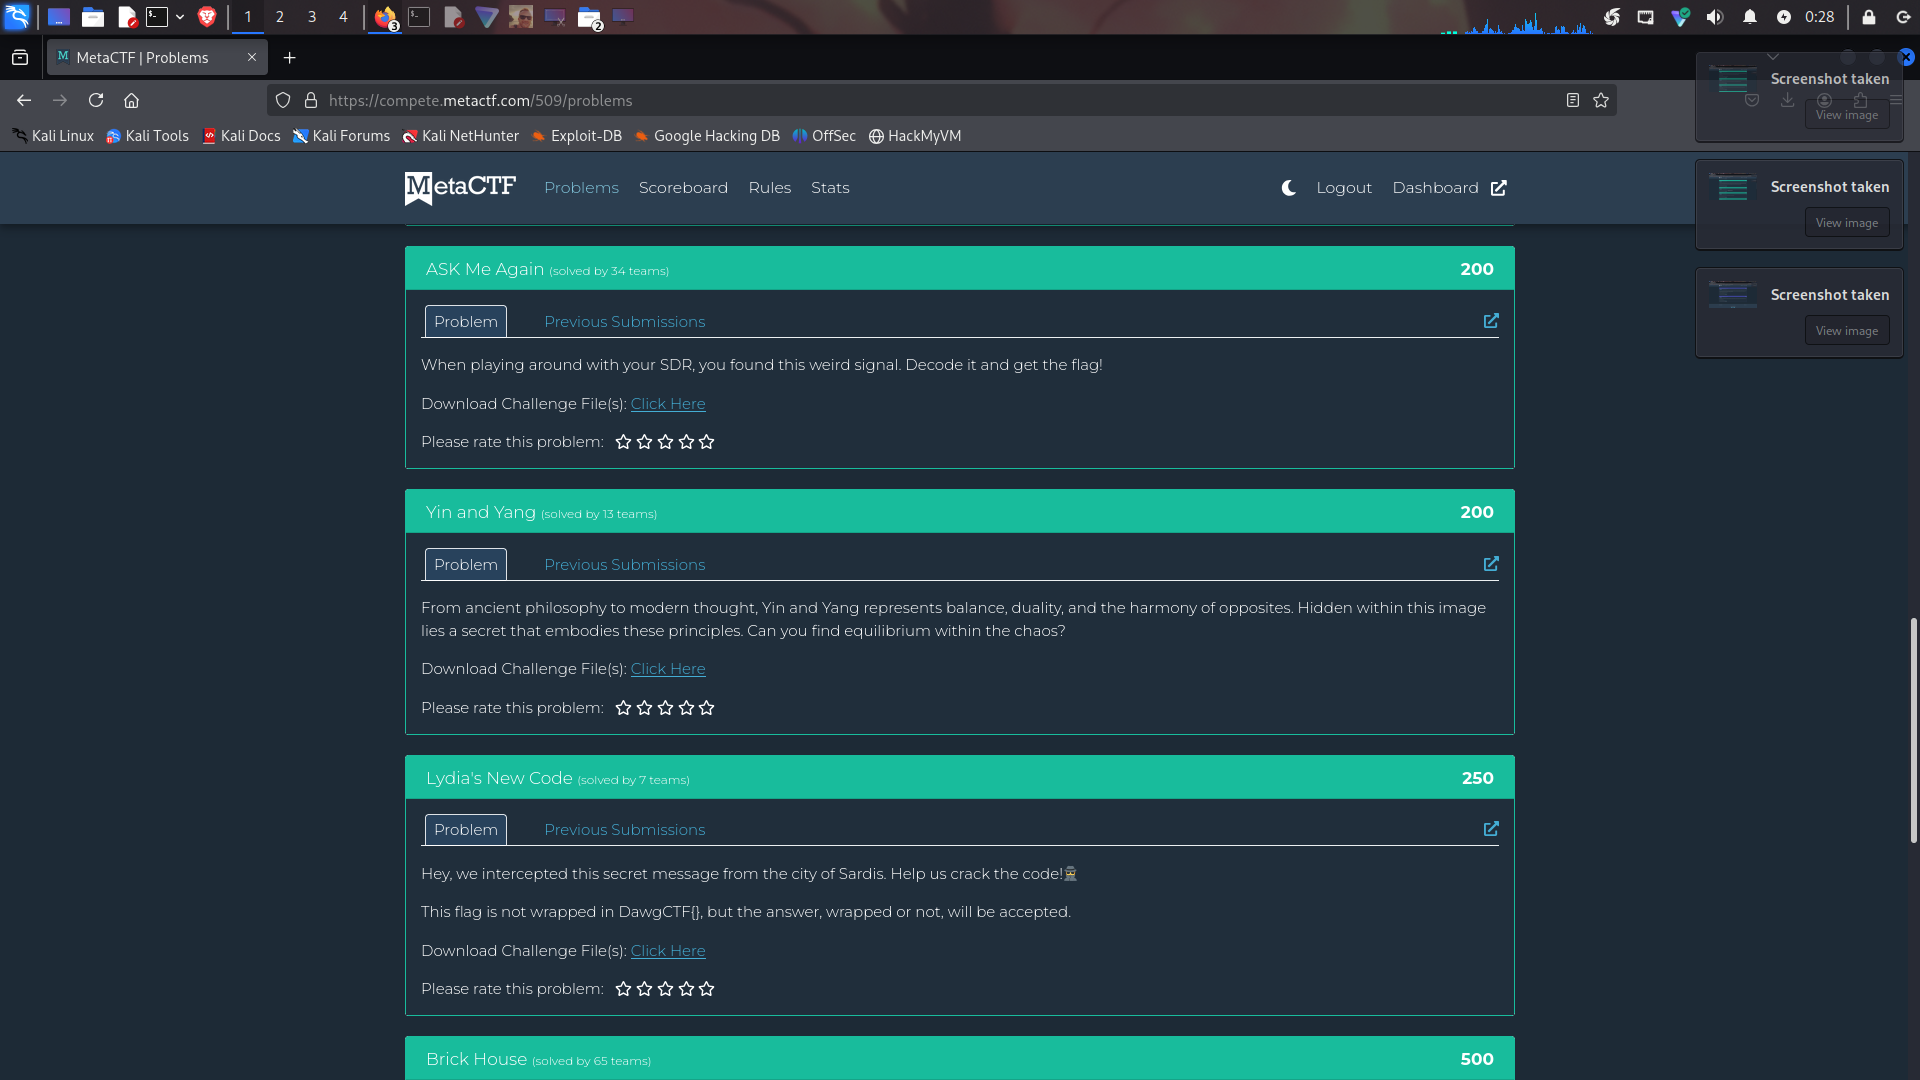 1 2 3 4 3 2 0:28
MetaCTF | Problems
https://compete.metactf.com/509/problems
Kali Linux Kali Tools Kali Docs Kali Forums Kali NetHunter Exploit-DB Google Hacking DB OffSec HackMyVM
Screenshot taken
View image
Screenshot taken
View image
Screenshot taken
View image
MetaCTF Problems Scoreboard Rules Stats Logout Dashboard
ASK Me Again (solved by 34 teams) 200
Problem Previous Submissions
When playing around with your SDR, you found this weird signal. Decode it and get the flag!
Download Challenge File(s): Click Here
Please rate this problem:
Yin and Yang (solved by 13 teams) 200
Problem Previous Submissions
From ancient philosophy to modern thought, Yin and Yang represents balance, duality, and the harmony of opposites. Hidden within this image
lies a secret that embodies these principles. Can you find equilibrium within the chaos?
Download Challenge File(s): Click Here
Please rate this problem:
Lydia's New Code (solved by 7 teams) 250
Problem Previous Submissions
Hey, we intercepted this secret message from the city of Sardis. Help us crack the code!
This flag is not wrapped in DawgCTF{}, but the answer, wrapped or not, will be accepted.
Download Challenge File(s): Click Here
Please rate this problem:
Brick House (solved by 65 teams) 500